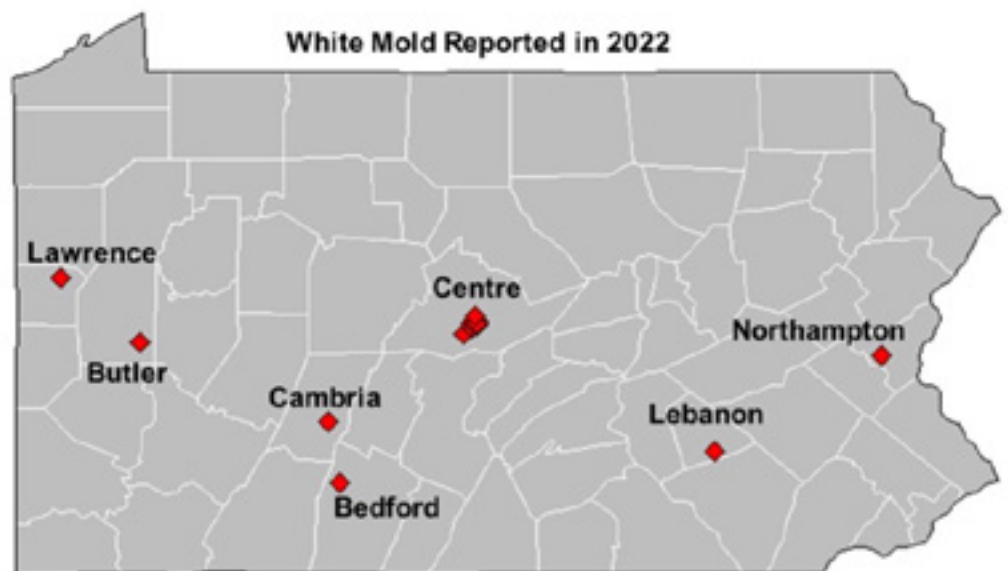 White Mold Reported in 2022
Lawrence
Centre
Northampton
Butler
Cambria
Lebanon
Bedford